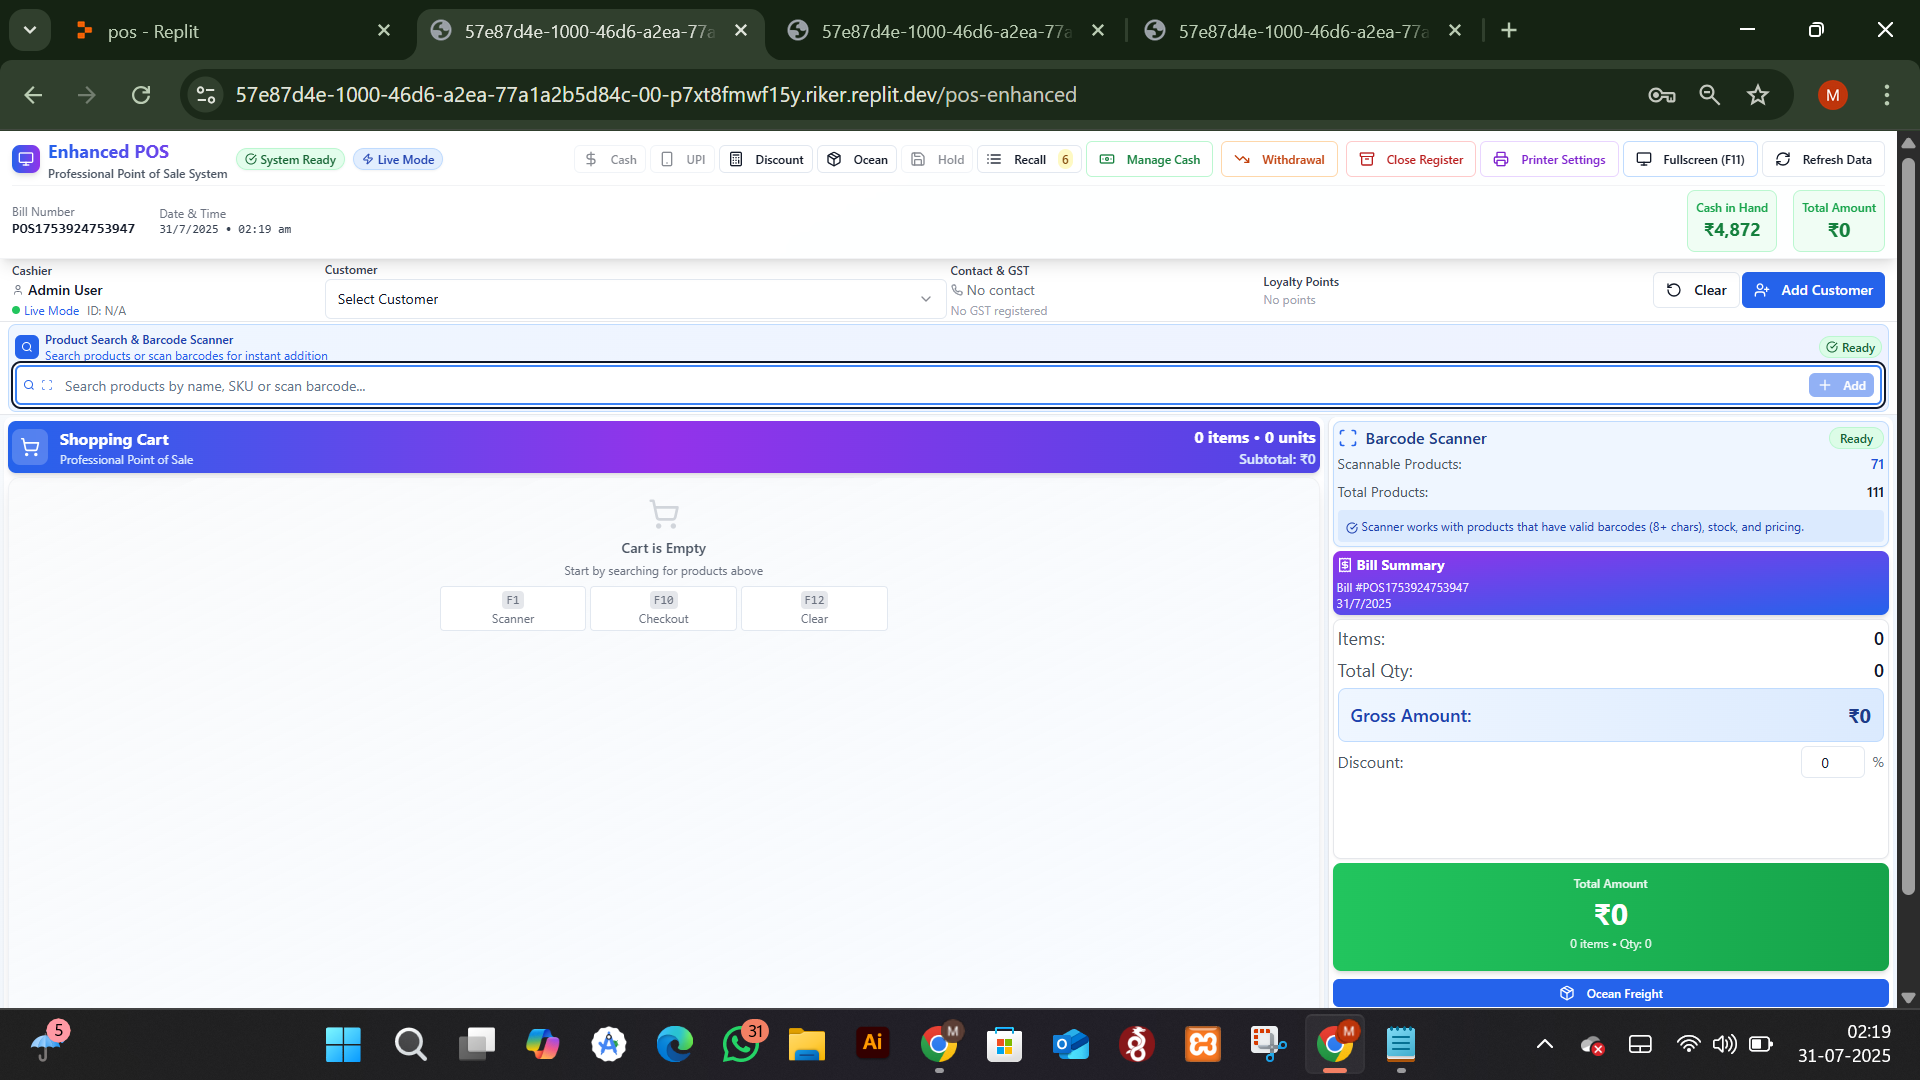 pos - Replit
57e87d4e-1000-46d6-a2ea-77a
57e87d4e-1000-46d6-a2ea-77a
57e87d4e-1000-46d6-a2ea-77a
57e87d4e-1000-46d6-a2ea-77a1a2b5d84c-00-p7xt8fmwf15y.riker.replit.dev/pos-enhanced
M
Enhanced POS
Professional Point of Sale System
System Ready
Live Mode
Cash
UPI
Discount
Ocean
Hold
Recall 6
Manage Cash
Withdrawal
Close Register
Printer Settings
Fullscreen (F11)
Refresh Data
Bill Number
POS1753924753947
Date & Time
31/7/2025 • 02:19 am
Cash in Hand
₹4,872
Total Amount
₹0
Cashier
Admin User
Live Mode ID: N/A
Customer
Select Customer
Contact & GST
No contact
No GST registered
Loyalty Points
No points
Clear
Add Customer
Product Search & Barcode Scanner
Search products or scan barcodes for instant addition
Ready
Search products by name, SKU or scan barcode...
Add
Shopping Cart
Professional Point of Sale
0 items • 0 units
Subtotal: ₹0
Cart is Empty
Start by searching for products above
F1
Scanner
F10
Checkout
F12
Clear
Barcode Scanner
Ready
Scannable Products: 71
Total Products: 111
Scanner works with products that have valid barcodes (8+ chars), stock, and pricing.
Bill Summary
Bill #POS1753924753947
31/7/2025
Items: 0
Total Qty: 0
Gross Amount: ₹0
Discount: 0 %
Total Amount
₹0
0 items • Qty: 0
Ocean Freight
5
31
Ai
M
M
02:19
31-07-2025